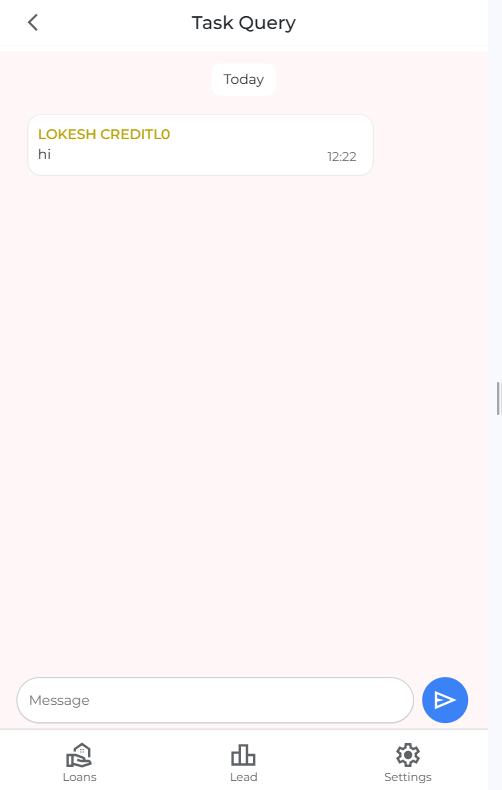 Task Query
Today
LOKESH CREDITL0
hi
12:22
Message
Loans
Lead
Settings